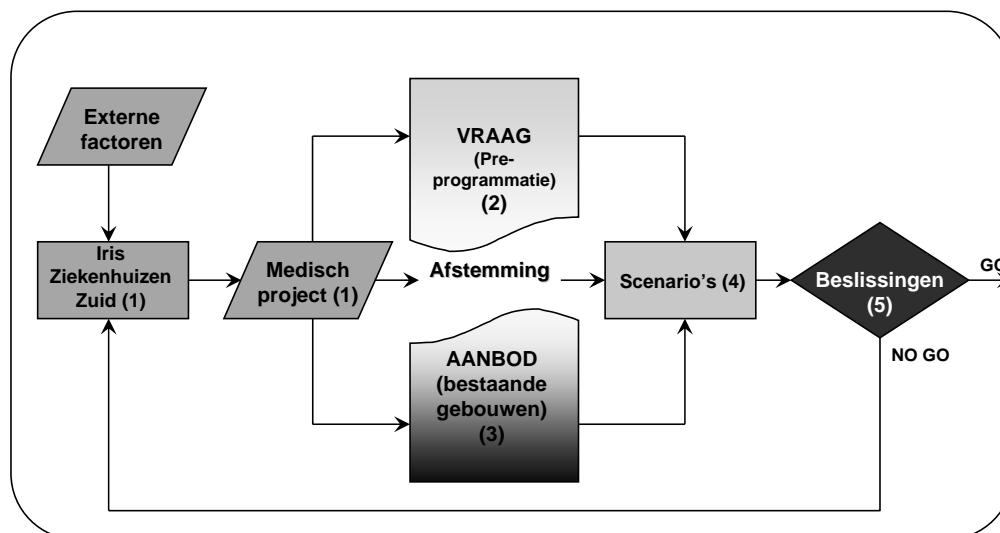 Externe
factoren
Iris
Ziekenhuizen
Zuid (1)
Medisch
project (1)
VRAAG
(Pre-
programmatie)
(2)
Afstemming
AANBOD
(bestaande
gebouwen)
(3)
Scenario's (4)
Beslissingen
(5)
GO
NO GO